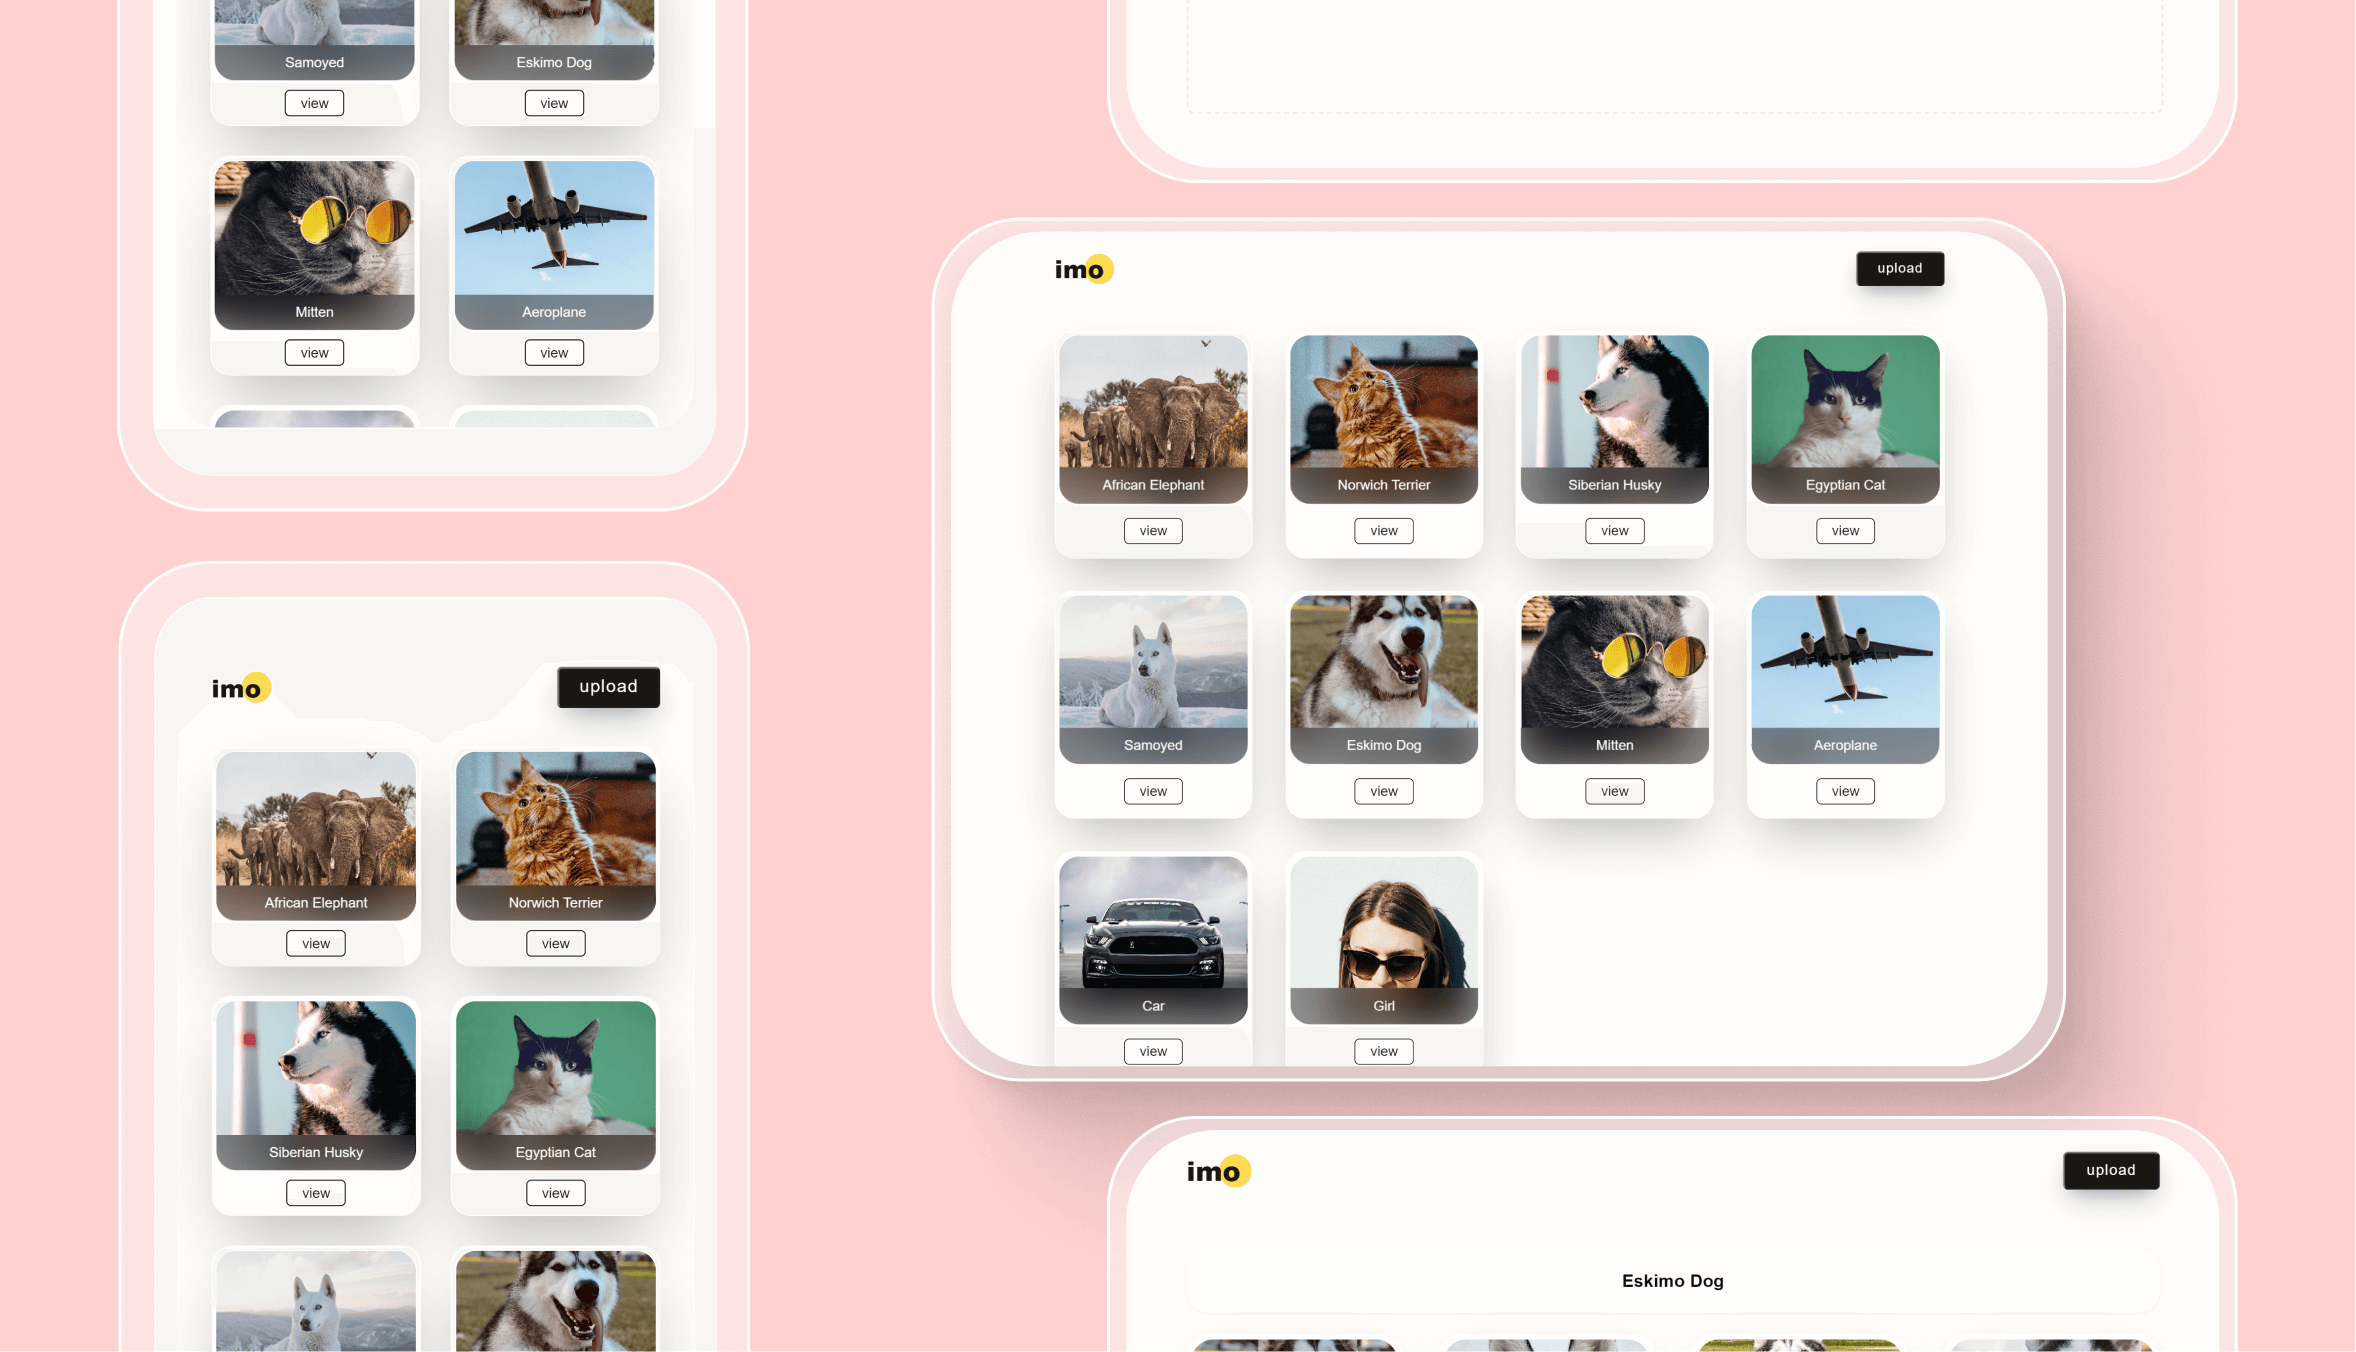 Samoyed
Eskimo Dog
view
view
Mitten
Aeroplane
view
view
imo
upload
African Elephant
Norwich Terrier
view
view
Siberian Husky
Egyptian Cat
view
view
imo
upload
African Elephant
Norwich Terrier
Siberian Husky
Egyptian Cat
view
view
view
view
Samoyed
Eskimo Dog
Mitten
Aeroplane
view
view
view
view
Car
Girl
view
view
imo
upload
Eskimo Dog